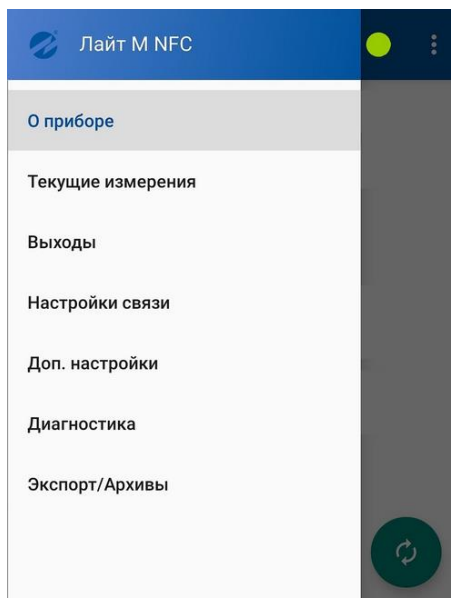 Лайт М NFC
О приборе
Текущие измерения
Выходы
Настройки связи
Доп. настройки
Диагностика
Экспорт/Архивы